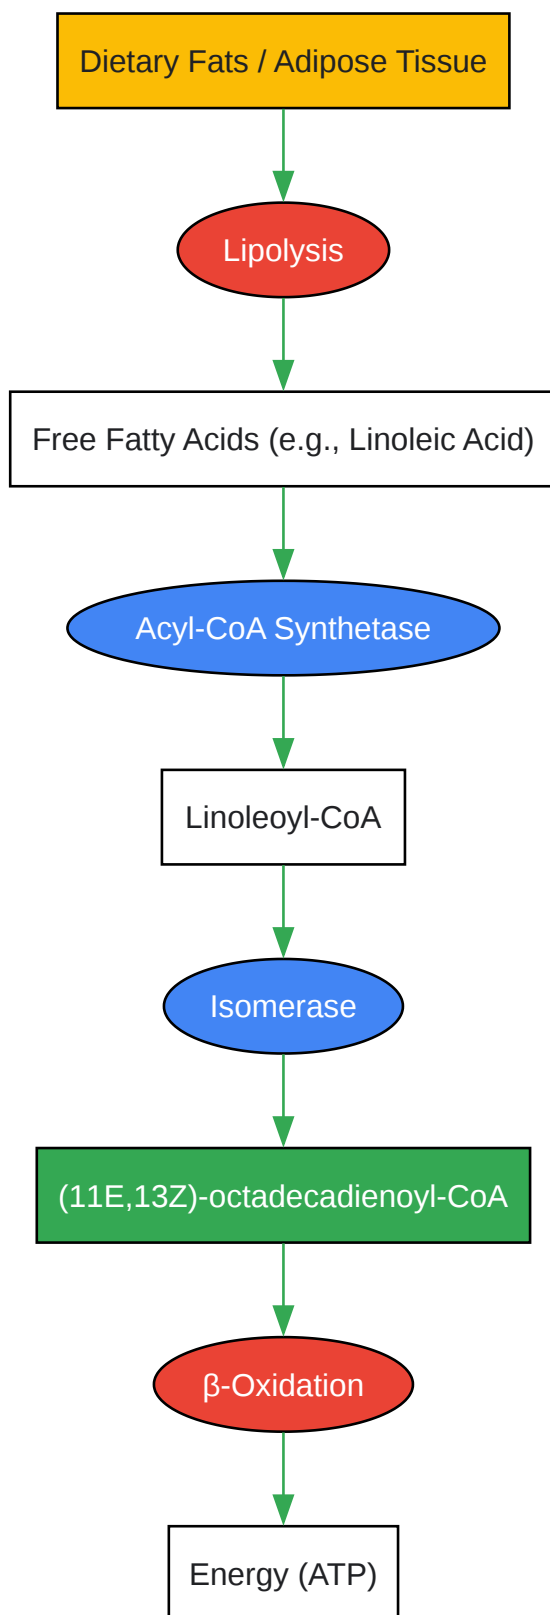 Dietary Fats / Adipose Tissue
Lipolysis
Free Fatty Acids (e.g., Linoleic Acid)
Acyl-CoA Synthetase
Linoleoyl-CoA
Isomerase
(11E,13Z)-octadecadienoyl-CoA
β-Oxidation
Energy (ATP)